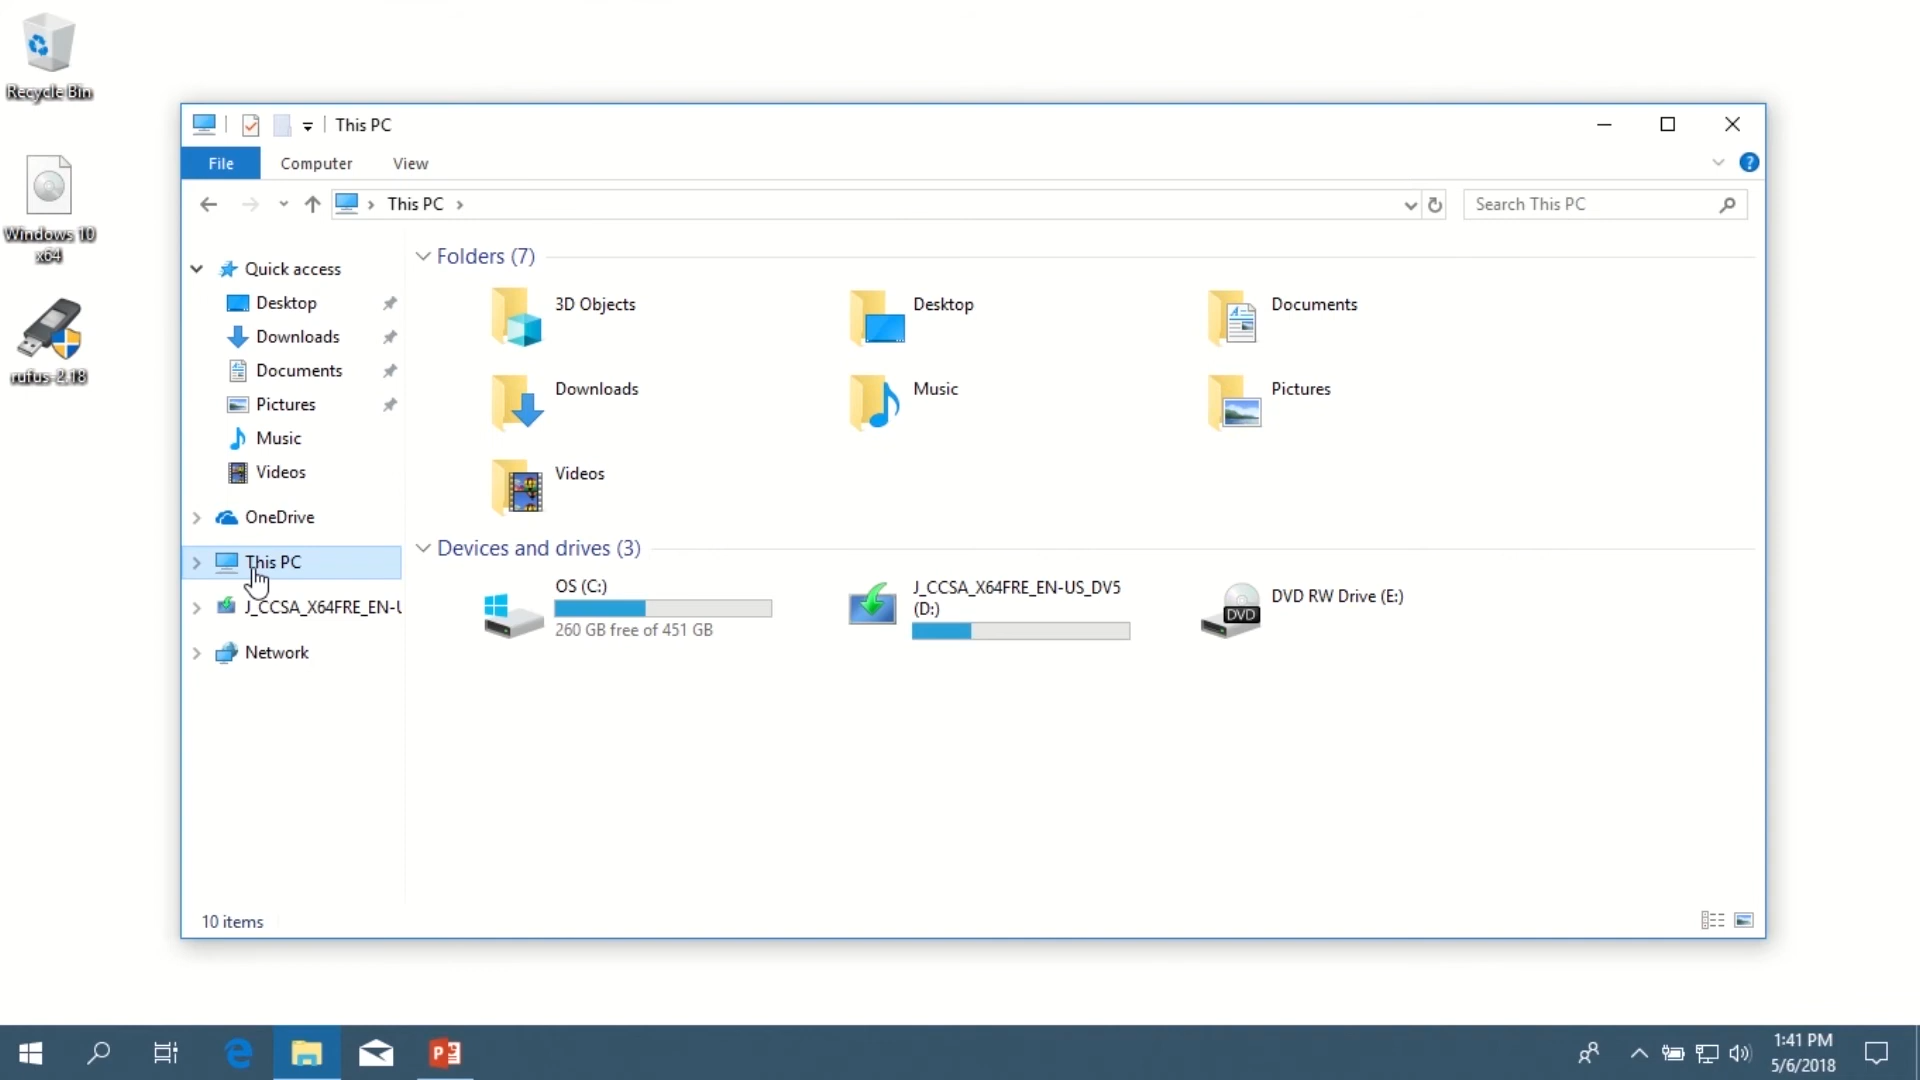 Recycle Bin
Windows 10
x64
rufus-2.18
This PC
File
Computer
View
This PC
Search This PC
Quick access
Desktop
Downloads
Documents
Pictures
Music
Videos
OneDrive
This PC
J_CCSA_X64FRE_EN-U
Network
Folders (7)
3D Objects
Desktop
Documents
Downloads
Music
Pictures
Videos
Devices and drives (3)
OS (C:)
260 GB free of 451 GB
J_CCSA_X64FRE_EN-US_DV5
(D:)
DVD RW Drive (E:)
DVD
10 items
1:41 PM
5/6/2018